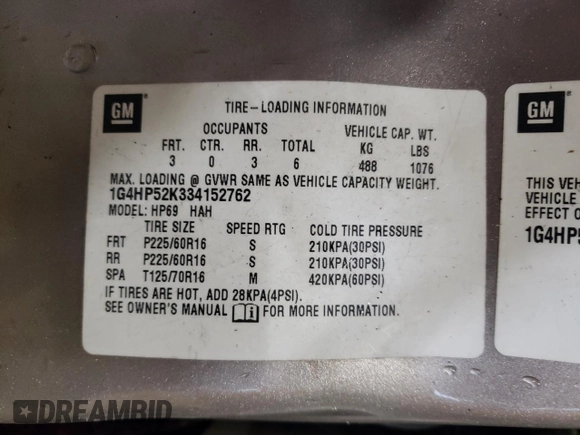 GM
TIRE-LOADING INFORMATION
OCCUPANTS VEHICLE CAP. WT.
FRT. CTR. RR. TOTAL KG LBS
3 0 3 6 488 1076
MAX. LOADING @ GVWR SAME AS VEHICLE CAPACITY WEIGHT.
1G4HP52K334152762
MODEL: HP69 HAH
TIRE SIZE SPEED RTG COLD TIRE PRESSURE
FRT P225/60R16 S 210KPA(30PSI)
RR P225/60R16 S 210KPA(30PSI)
SPA T125/70R16 M 420KPA(60PSI)
IF TIRES ARE HOT, ADD 28KPA(4PSI).
SEE OWNER'S MANUAL FOR MORE INFORMATION.
GM
THIS VEH
VEHICLE
EFFECT O
1G4HP5
DREAMBID